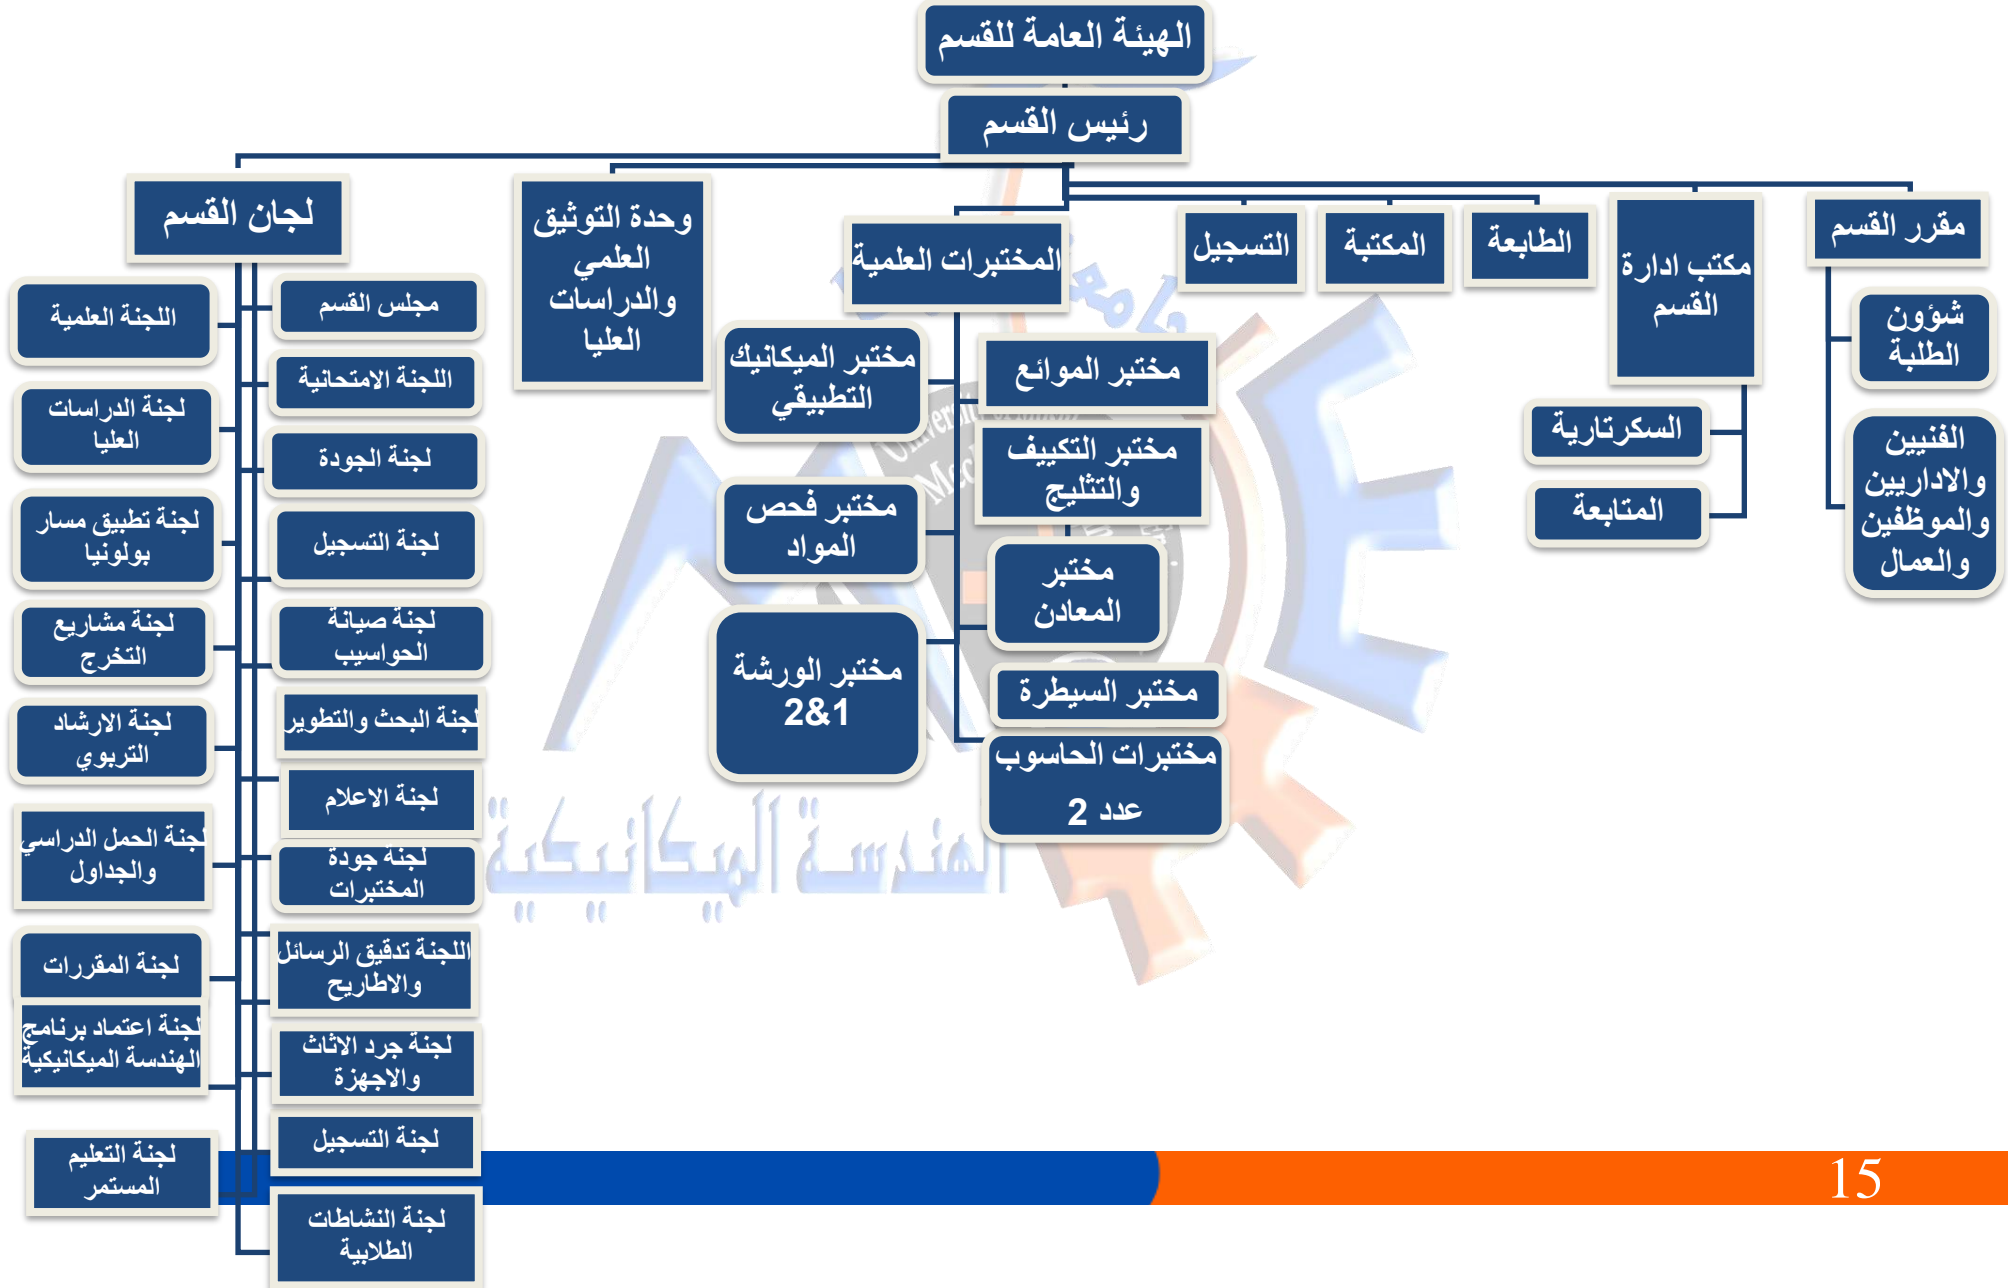 الهيئة العامة للقسم
رئيس القسم
مقرر القسم
شؤون
الطلبة
الفنيين
والاداريين
والموظفين
والعمال
مكتب ادارة
القسم
السكرتارية
المتابعة
الطابعة
المكتبة
التسجيل
المختبرات العلمية
مختبر الموائع
مختبر التكييف
والتثليج
مختبر
المعادن
مختبر السيطرة
مختبرات الحاسوب
عدد 2
مختبر الميكانيك
التطبيقي
مختبر فحص
المواد
مختبر الورشة
2&1
وحدة التوثيق
العلمي
والدراسات
العليا
لجان القسم
مجلس القسم
اللجنة الامتحانية
لجنة الجودة
لجنة التسجيل
لجنة صيانة
الحواسيب
لجنة البحث والتطوير
لجنة الاعلام
لجنة جودة
المختبرات
اللجنة تدقيق الرسائل
والاطاريح
لجنة جرد الاثاث
والاجهزة
لجنة التسجيل
لجنة النشاطات
الطلابية
اللجنة العلمية
لجنة الدراسات
العليا
لجنة تطبيق مسار
بولونيا
لجنة مشاريع
التخرج
لجنة الارشاد
التربوي
لجنة الحمل الدراسي
والجداول
لجنة المقررات
لجنة اعتماد برنامج
الهندسة الميكانيكية
لجنة التعليم
المستمر
الهندسة الميكانيكية
15